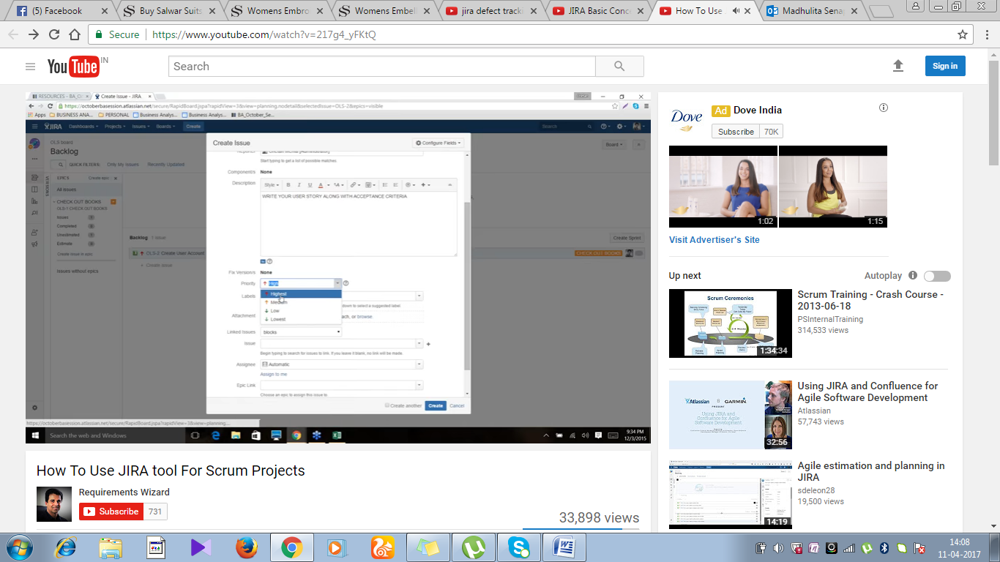 (5) Facebook
Buy Salwar Suits
Womens Embro
Womens Embell
jira defect track
JIRA Basic Conc
How To Use
Madhulita Sena
Secure
https://www.youtube.com/watch?v=217g4_yFKtQ
YouTube IN
Search
Sign in
RESOURCES - BA_O
Create Issue - JIRA
https://octoberbasession.atlassian.net/secure/RapidBoard.jspa?rapidView=3&view=planning.nodetail&selectedIssue=OLS-2&epics=visible
Apps
BUSINESS ANA...
PERSONAL
Business Analys...
Business Analys...
BA_October_Se...
JIRA
Dashboards
Projects
Issues
Boards
Create
Search
OLS board
Backlog
Board
QUICK FILTERS:
Only My Issues
Recently Updated
VERSIONS
EPICS
Create epic
All issues
CHECK OUT BOOKS
OLS-1 CHECK OUT BOOKS
Issues
Completed
Unestimated
Estimate
Create issue in epic
Issues without epics
Backlog 1 issue
Create Sprint
OLS-2 Create User Account
CHECK OUT BOOKS
+ Create issue
Create Issue
Configure Fields
Start typing to get a list of possible matches.
Component/s None
Description
Style
B I U A
WRITE YOUR USER STORY ALONG WITH ACCEPTANCE CRITERIA
Fix Version/s None
Priority
High
Highest
Medium
Low
Lowest
Labels
down to select a suggested label.
Attachment
ach, or browse.
Linked Issues
blocks
Issue
Begin typing to search for issues to link. If you leave it blank, no link will be made.
Assignee
Automatic
Assign to me
Epic Link
Choose an epic to assign this issue to
Create another
Create
Cancel
https://octoberbasession.atlassian.net/secure/RapidBoard.jspa?rapidView=3&view=planning...
Search the web and Windows
9:34 PM
12/3/2015
How To Use JIRA tool For Scrum Projects
Requirements Wizard
Subscribe 731
33,898 views
Dove
Ad Dove India
Subscribe 70K
1:02
1:15
Visit Advertiser's Site
Up next
Autoplay
Scrum Ceremonies
1:34:34
Scrum Training - Crash Course -
2013-06-18
PSInternalTraining
314,533 views
Atlassian & GARMIN
PRESENT
Using JIRA and
Confluence for Agile
Software Development
32:56
Using JIRA and Confluence for
Agile Software Development
Atlassian
57,743 views
14:19
Agile estimation and planning in
JIRA
sdeleon28
19,500 views
14:08
11-04-2017